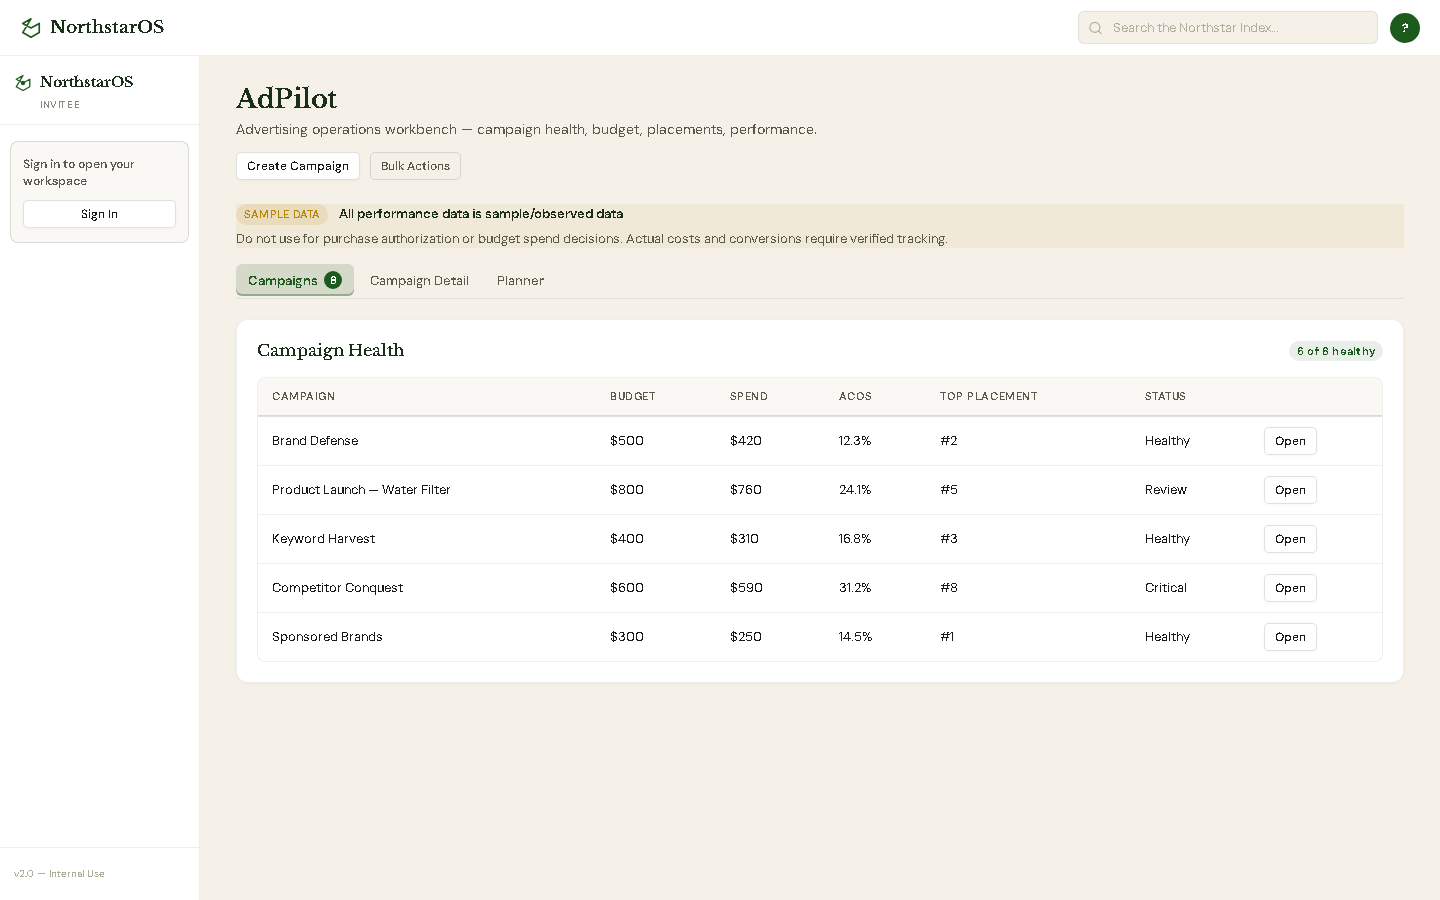 NorthstarOS
Search the Northstar Index...
?
NorthstarOS
INVITEE
Sign in to open your
workspace
Sign In
v2.0 — Internal Use
AdPilot
Advertising operations workbench — campaign health, budget, placements, performance.
Create Campaign
Bulk Actions
SAMPLE DATA All performance data is sample/observed data
Do not use for purchase authorization or budget spend decisions. Actual costs and conversions require verified tracking.
Campaigns 8 Campaign Detail Planner
Campaign Health
6 of 8 healthy
CAMPAIGN BUDGET SPEND ACOS TOP PLACEMENT STATUS
Brand Defense $500 $420 12.3% #2 Healthy Open
Product Launch — Water Filter $800 $760 24.1% #5 Review Open
Keyword Harvest $400 $310 16.8% #3 Healthy Open
Competitor Conquest $600 $590 31.2% #8 Critical Open
Sponsored Brands $300 $250 14.5% #1 Healthy Open